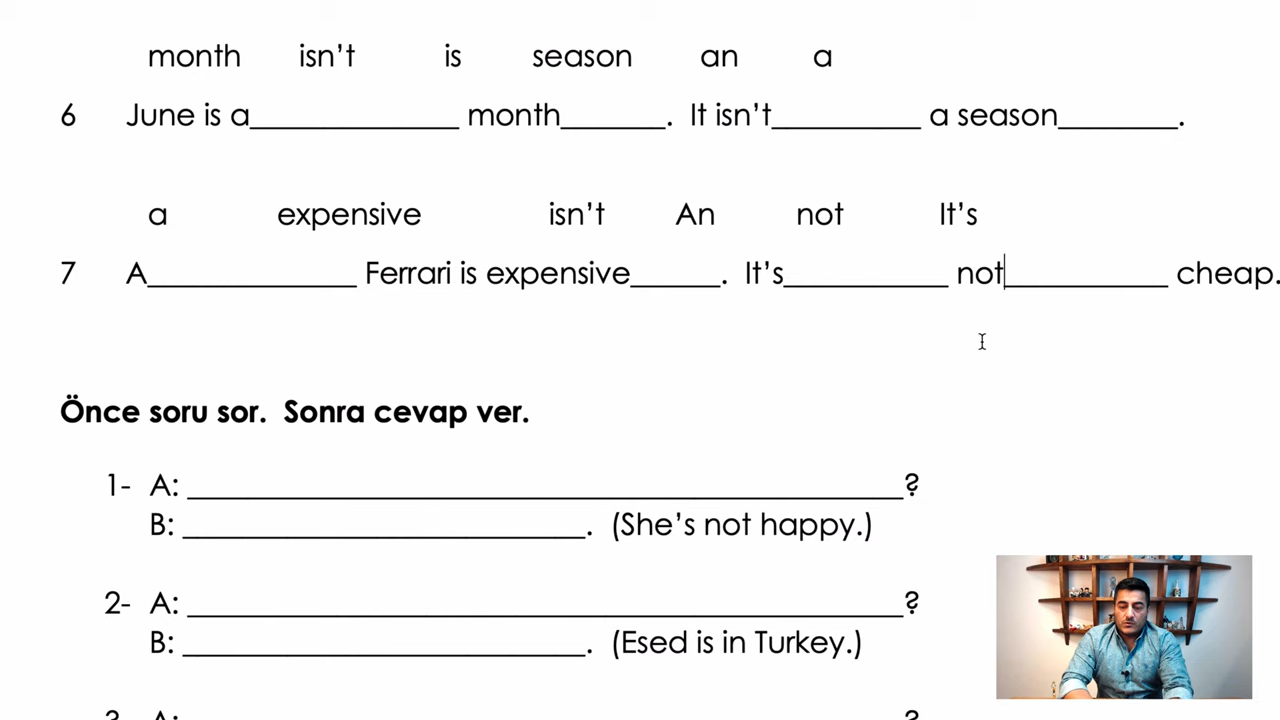 month isn't is season an a
6 June is a______________ month_______. It isn't__________ a season________.
a expensive isn't An not It's
7 A______________ Ferrari is expensive______. It's___________ not___________ cheap.
Önce soru sor. Sonra cevap ver.
1- A: ________________________________________________?
B: ___________________________. (She's not happy.)
2- A: ________________________________________________?
B: ___________________________. (Esed is in Turkey.)
3- A: ________________________________________________?